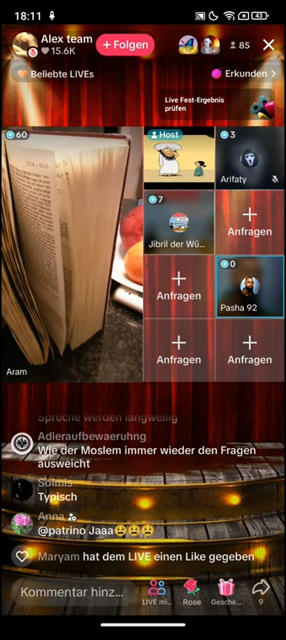 18:11
43
Alex team
15.6K
+ Folgen
85
Beliebte LIVEs
Erkunden
Live Fest-Ergebnis
prüfen
60
Host
3
Arifaty
7
Jibril der Wü...
Anfragen
Anfragen
0
Pasha 92
Aram
Anfragen
Anfragen
Sprüche werden langweilig
Adleraufbewaeruhng
Wie der Moslem immer wieder den Fragen
ausweicht
Solmis
Typisch
Anna
@patrino Jaaa😢😢😢
Maryam hat dem LIVE einen Like gegeben
Kommentar hinz...
LIVE mi...
Rose
Gesche...
9